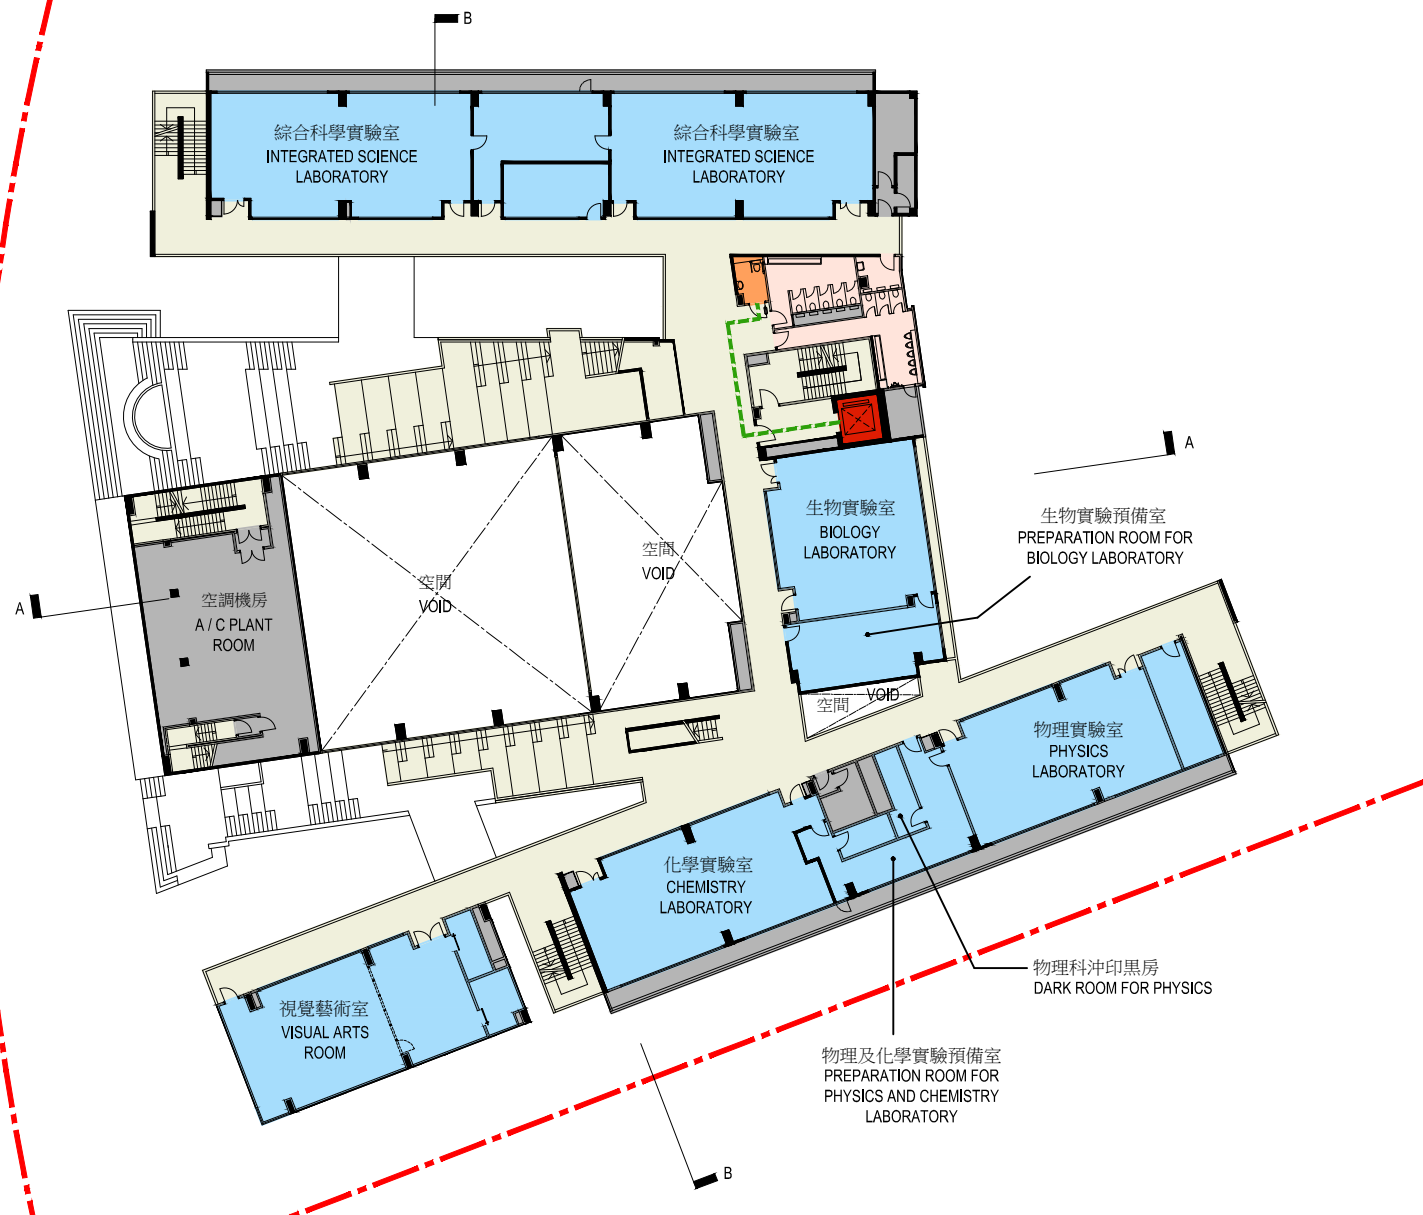 B
綜合科學實驗室
INTEGRATED SCIENCE
LABORATORY
綜合科學實驗室
INTEGRATED SCIENCE
LABORATORY
A
生物實驗室
BIOLOGY
LABORATORY
生物實驗預備室
PREPARATION ROOM FOR
BIOLOGY LABORATORY
空間
VOID
空間
VOID
A
空調機房
A / C PLANT
ROOM
VOID
空間
物理實驗室
PHYSICS
LABORATORY
化學實驗室
CHEMISTRY
LABORATORY
物理科沖印黑房
DARK ROOM FOR PHYSICS
視覺藝術室
VISUAL ARTS
ROOM
物理及化學實驗預備室
PREPARATION ROOM FOR
PHYSICS AND CHEMISTRY
LABORATORY
B